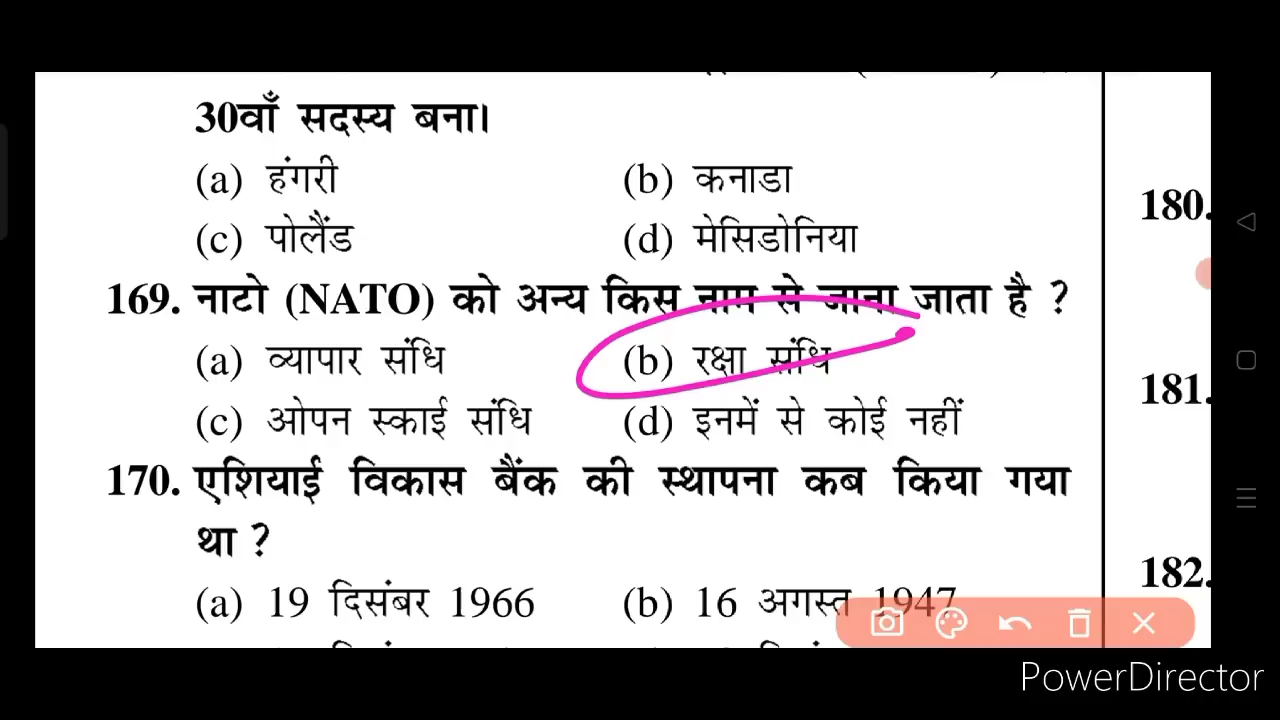 30वाँ सदस्य बना।
(a) हंगरी (b) कनाडा
(c) पोलैंड (d) मेसिडोनिया
180.
169. नाटो (NATO) को अन्य किस नाम से जाना जाता है ?
(a) व्यापार संधि (b) रक्षा संधि
181.
(c) ओपन स्काई संधि (d) इनमें से कोई नहीं
170. एशियाई विकास बैंक की स्थापना कब किया गया
था ?
182.
(a) 19 दिसंबर 1966 (b) 16 अगस्त 1947
PowerDirector